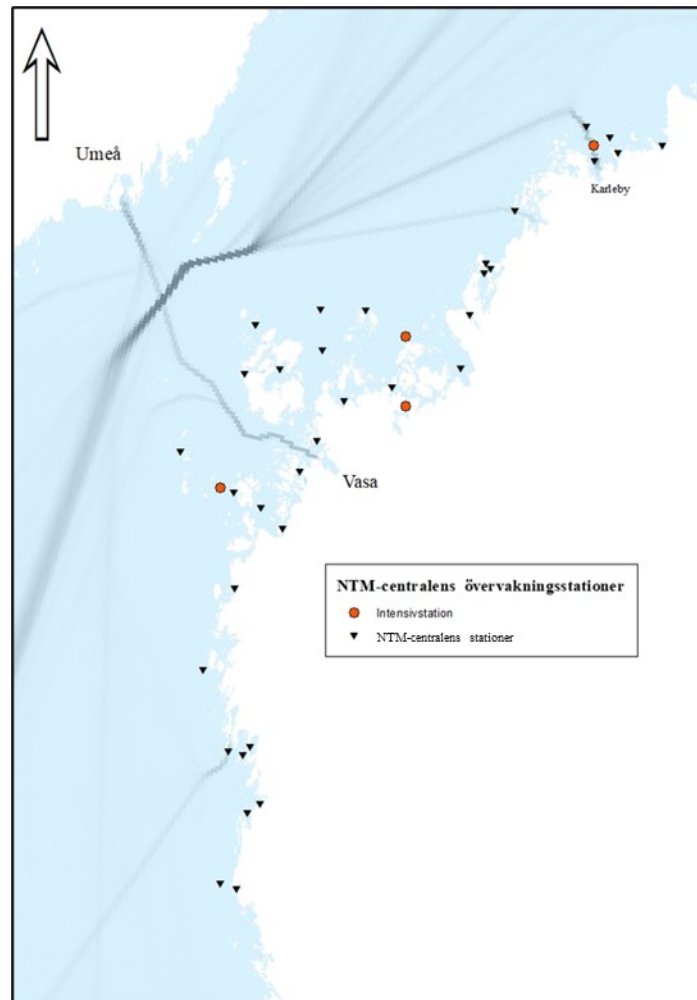 Umeå
Karleby
Vasa
NTM-centralens övervakningsstationer
Intensivstation
NTM-centralens stationer